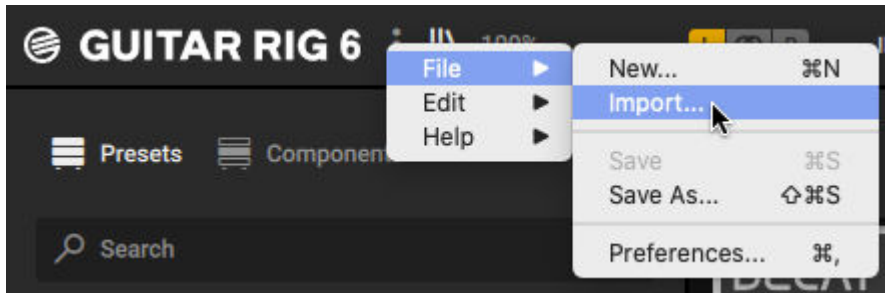 GUITAR RIG 6
File
New... ⌘N
Edit
Import...
Help
Presets
Save ⌘S
Save As... ⇧⌘S
Search
Preferences... ⌘,